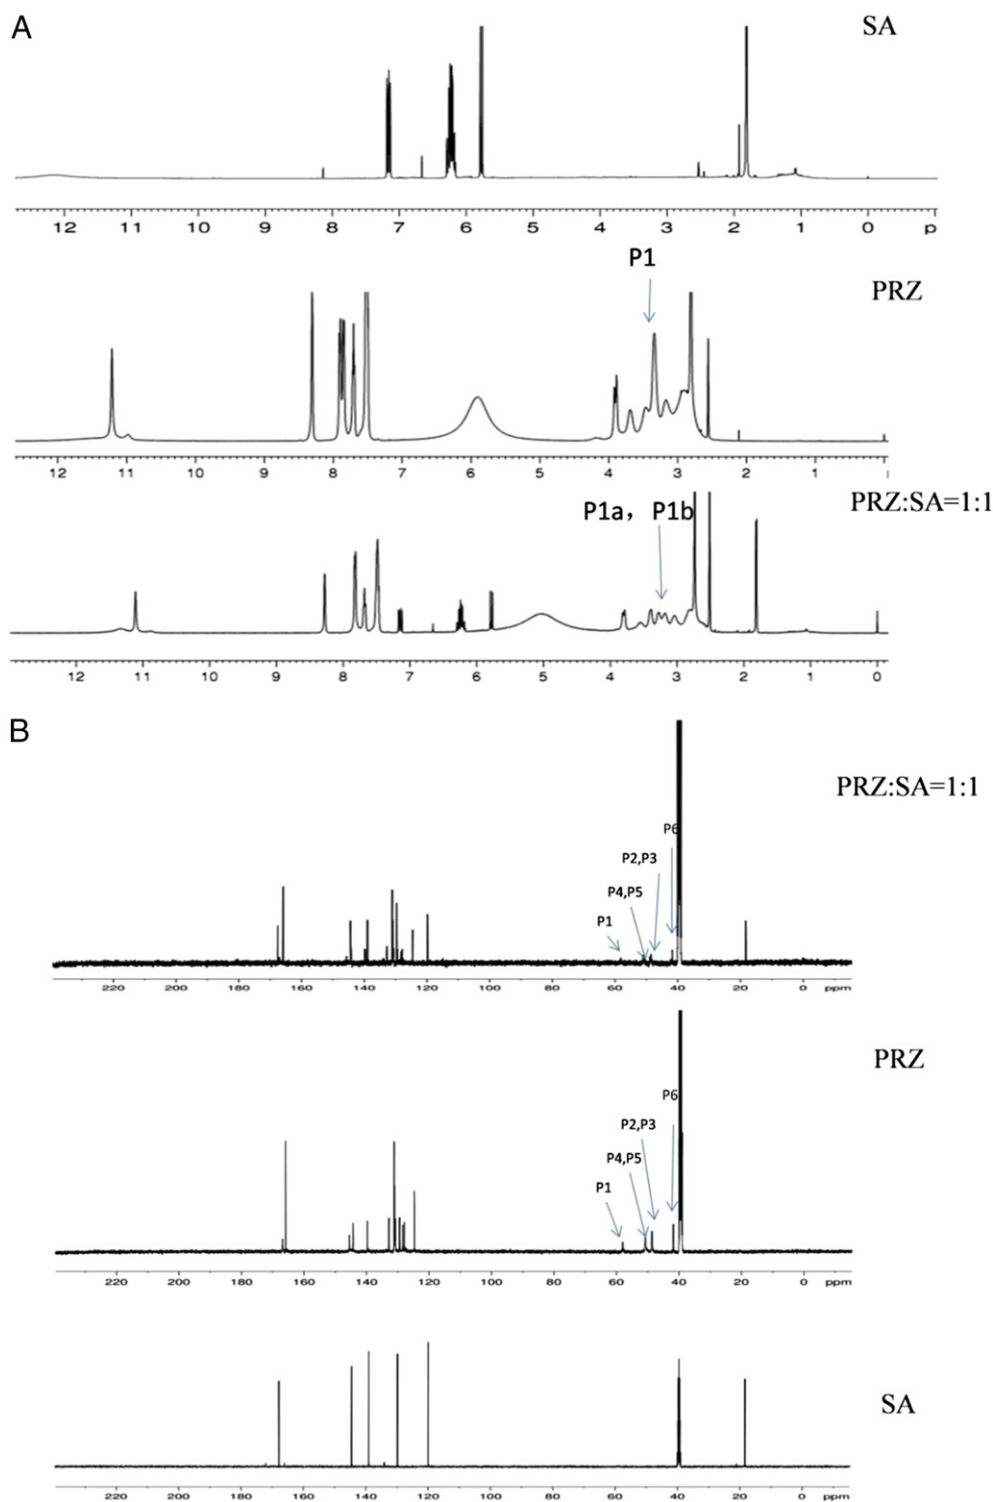 A
SA
12 11 10 9 8 7 6 5 4 3 2 1 0 p
P1
PRZ
12 11 10 9 8 7 6 5 4 3 2 1
PRZ:SA=1:1
P1a, P1b
12 11 10 9 8 7 6 5 4 3 2 1 0
B
PRZ:SA=1:1
P6
P2,P3
P4,P5
P1
220 200 180 160 140 120 100 80 60 40 20 0 ppm
PRZ
P6
P2,P3
P4,P5
P1
220 200 180 160 140 120 100 80 60 40 20 0 ppm
SA
220 200 180 160 140 120 100 80 60 40 20 0 ppm